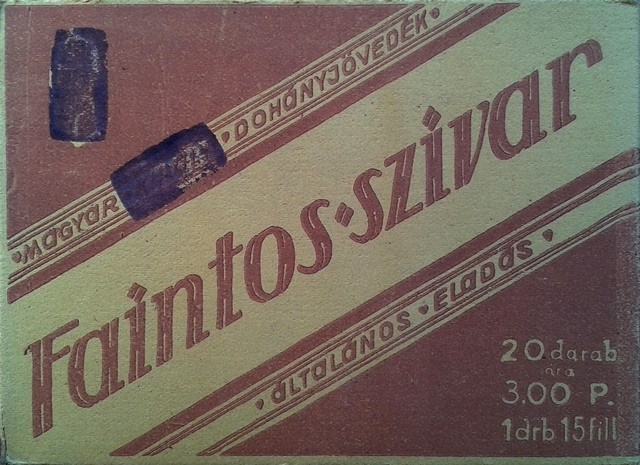 MAGYAR DOHÁNYJÖVEDÉK
Faintos·szivar
ÁLTALÁNOS·ELADÁS
20 darab
ára
3.00 P.
1 drb 15 fill